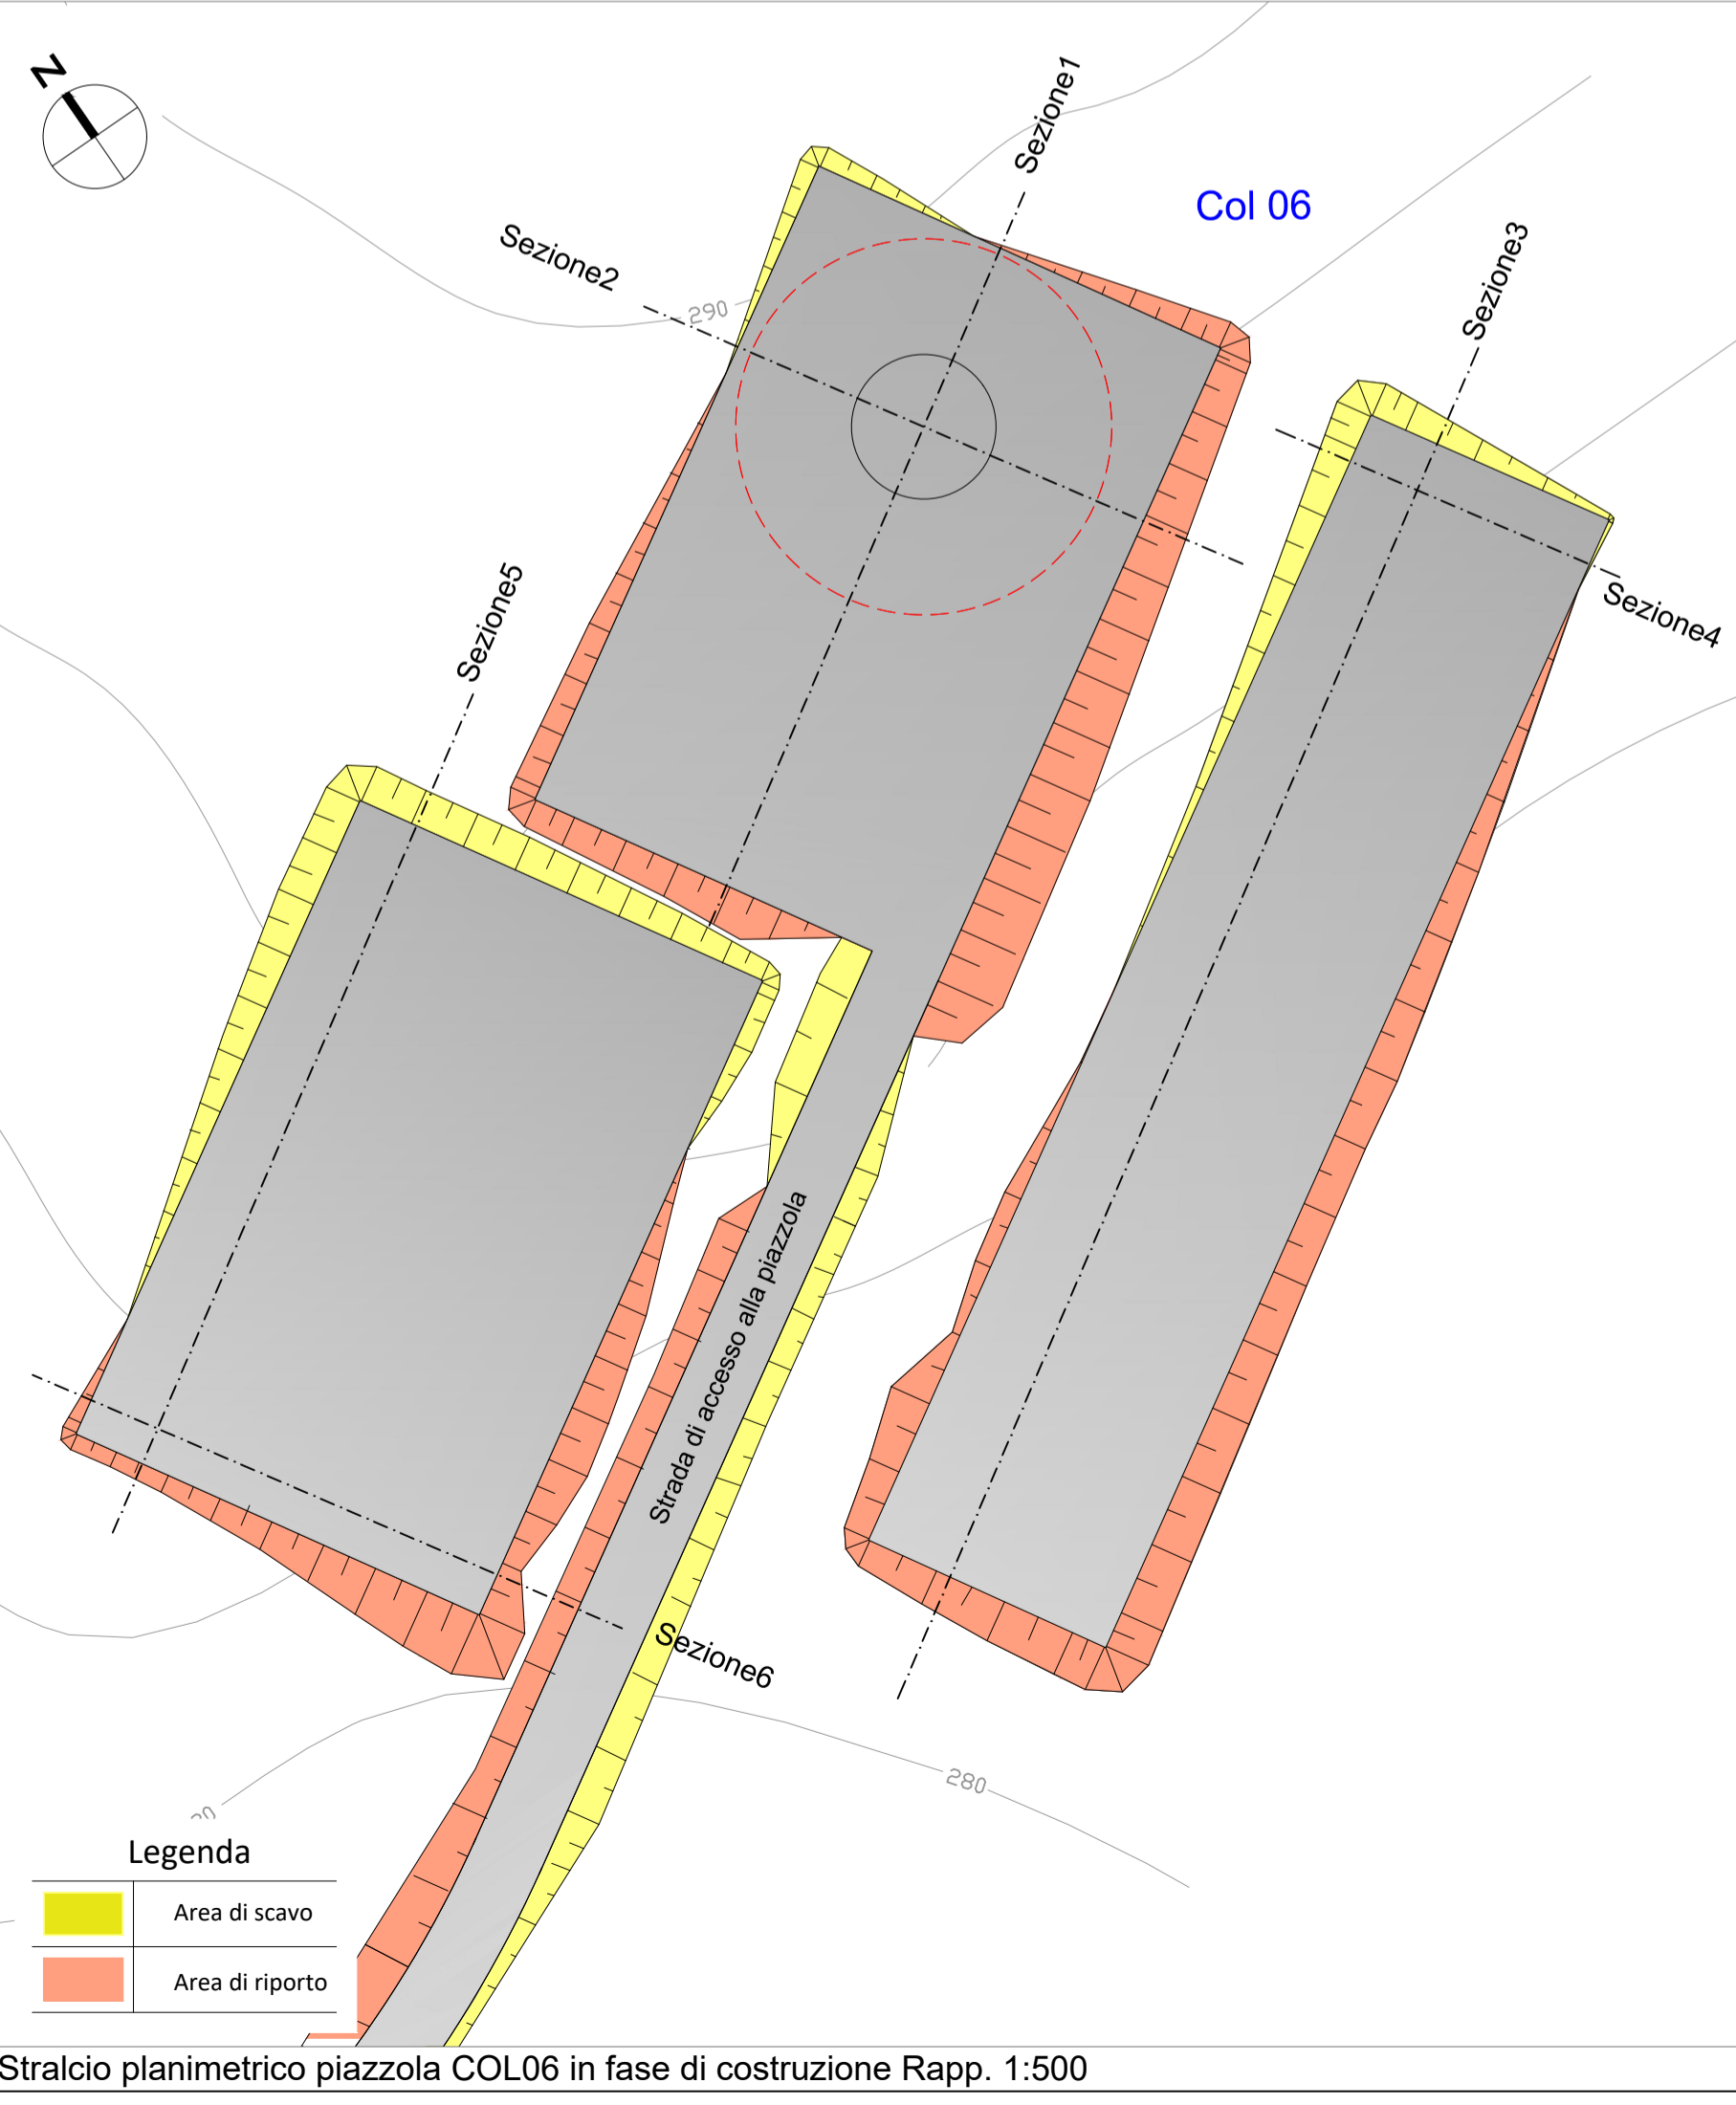 N
Sezione1
Col 06
Sezione2
Sezione3
290
Sezione5
Sezione4
Strada di accesso alla piazzola
Sezione6
280
Legenda
Area di scavo
Area di riporto
Stralcio planimetrico piazzola COL06 in fase di costruzione Rapp. 1:500